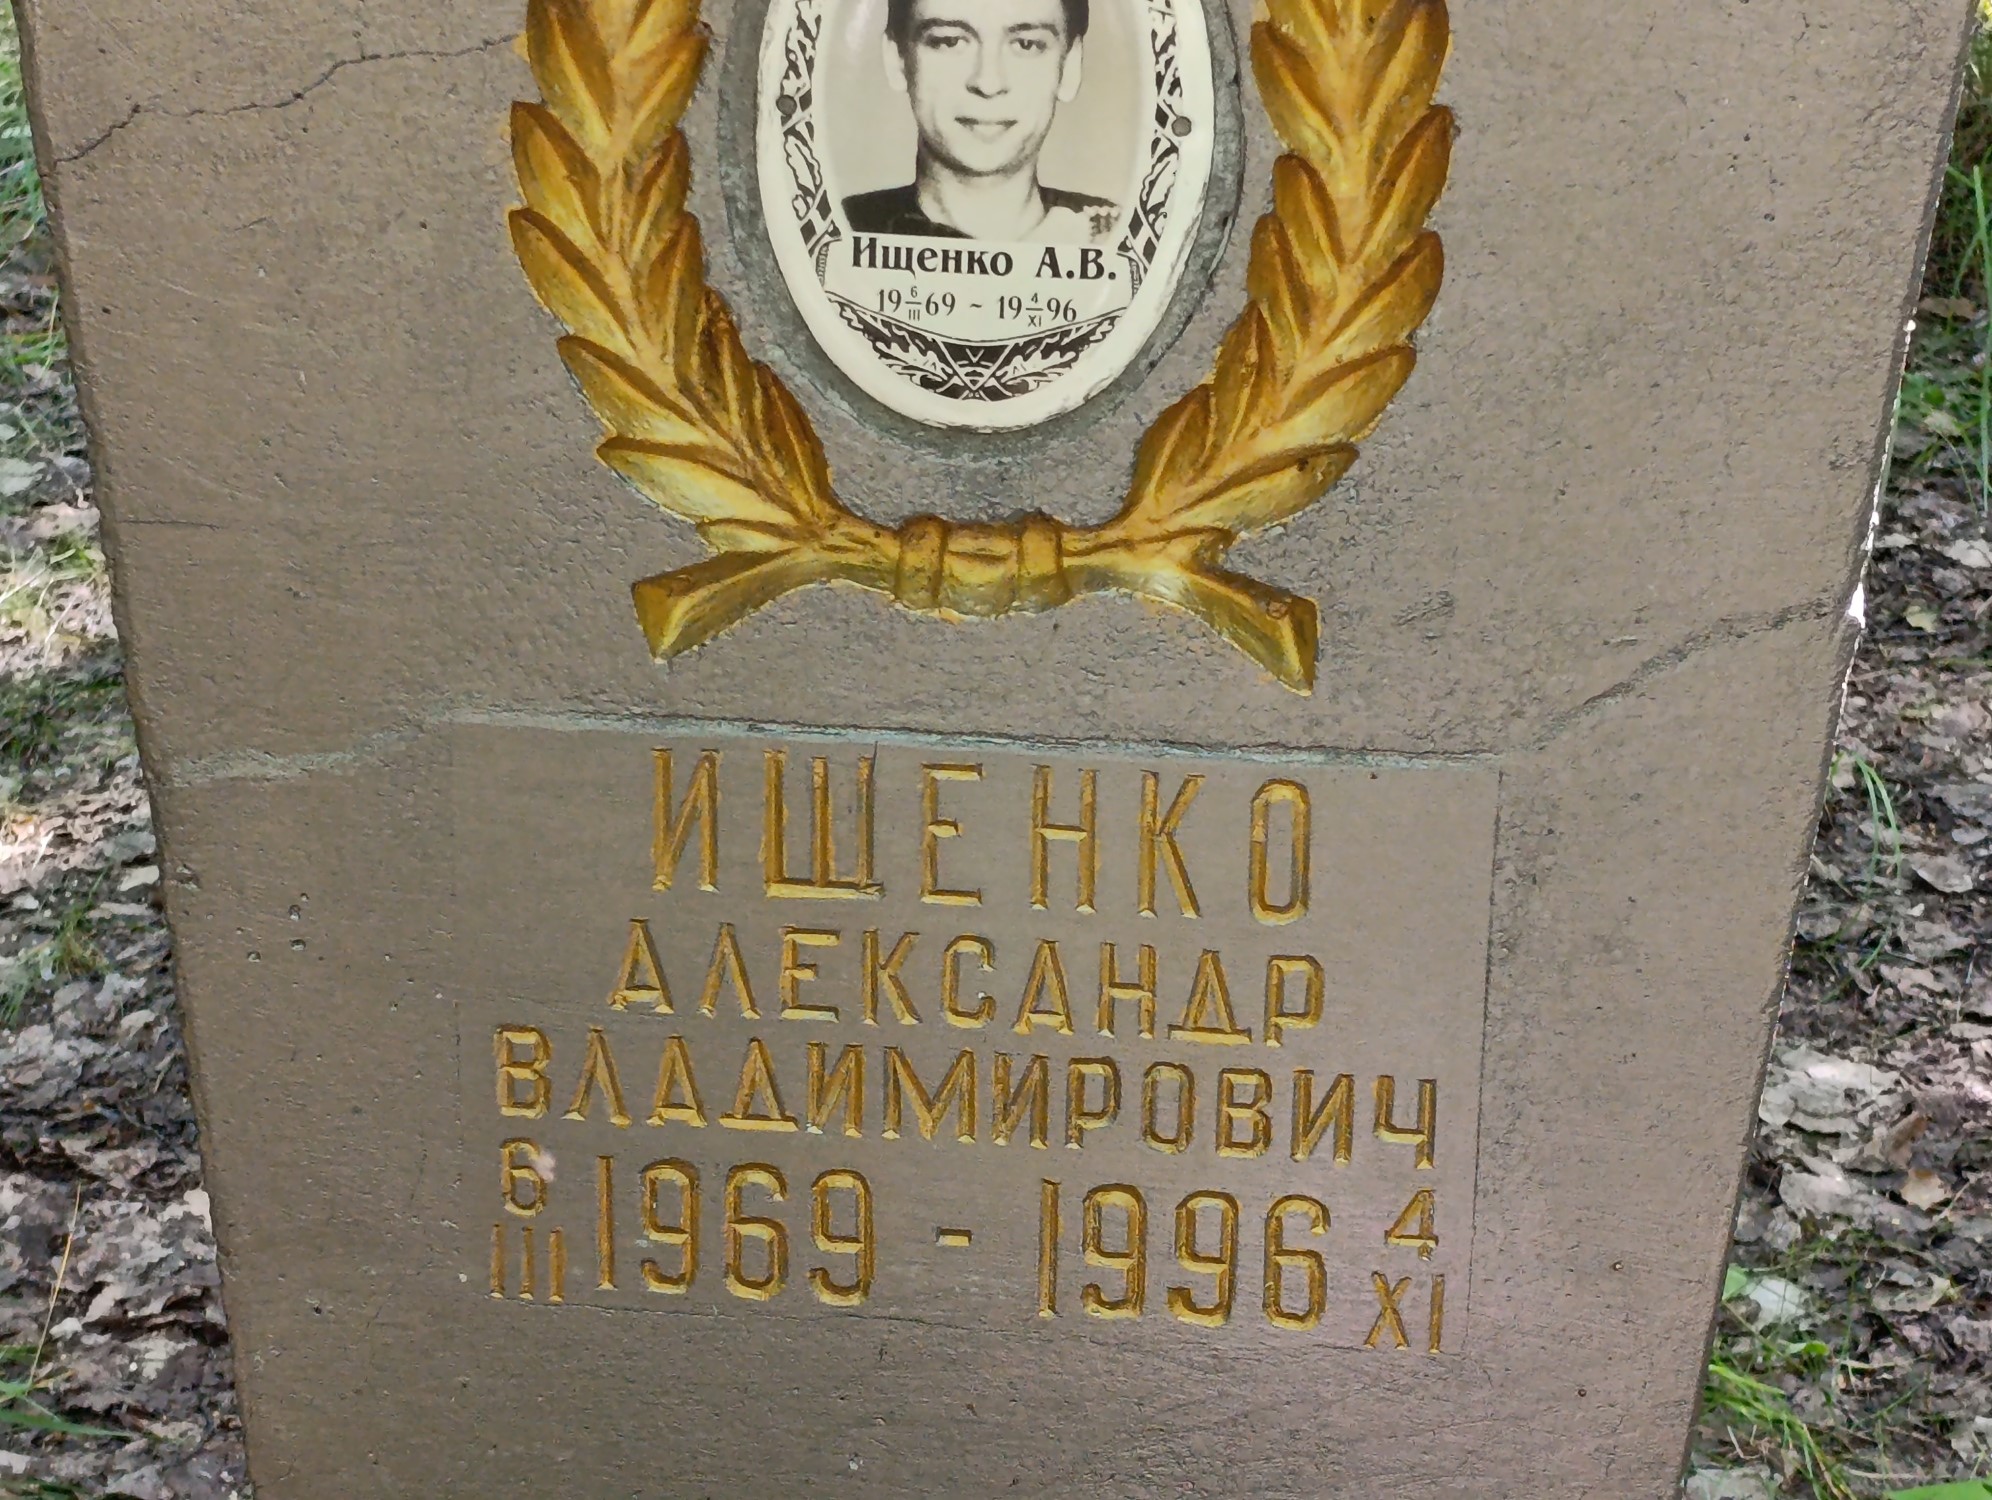 Ищенко А.В.
19 6/III 69 ~ 19 4/XI 96
ИЩЕНКО
АЛЕКСАНДР
ВЛАДИМИРОВИЧ
6/III 1969 - 1996 4/XI